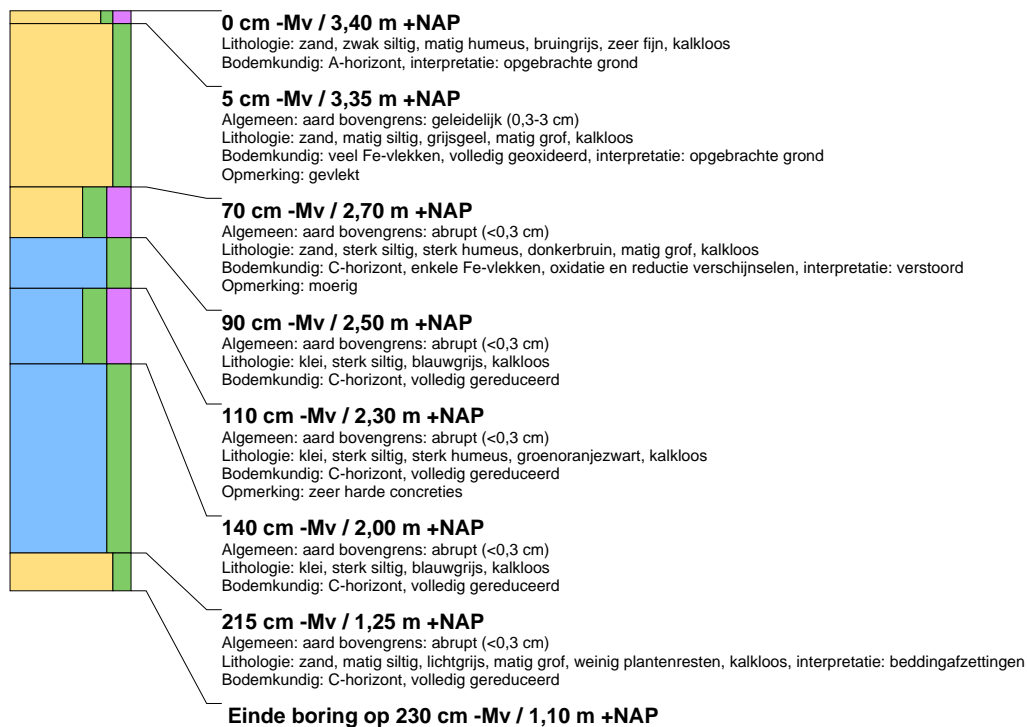 0 cm -Mv / 3,40 m +NAP
Lithologie: zand, zwak siltig, matig humeus, bruingrijs, zeer fijn, kalkloos
Bodemkundig: A-horizont, interpretatie: opgebrachte grond
5 cm -Mv / 3,35 m +NAP
Algemeen: aard bovengrens: geleidelijk (0,3-3 cm)
Lithologie: zand, matig siltig, grijsgeel, matig grof, kalkloos
Bodemkundig: veel Fe-vlekken, volledig geoxideerd, interpretatie: opgebrachte grond
Opmerking: gevlekt
70 cm -Mv / 2,70 m +NAP
Algemeen: aard bovengrens: abrupt (<0,3 cm)
Lithologie: zand, sterk siltig, sterk humeus, donkerbruin, matig grof, kalkloos
Bodemkundig: C-horizont, enkele Fe-vlekken, oxidatie en reductie verschijnselen, interpretatie: verstoord
Opmerking: moerig
90 cm -Mv / 2,50 m +NAP
Algemeen: aard bovengrens: abrupt (<0,3 cm)
Lithologie: klei, sterk siltig, blauwgrijs, kalkloos
Bodemkundig: C-horizont, volledig gereduceerd
110 cm -Mv / 2,30 m +NAP
Algemeen: aard bovengrens: abrupt (<0,3 cm)
Lithologie: klei, sterk siltig, sterk humeus, groenoranjezwart, kalkloos
Bodemkundig: C-horizont, volledig gereduceerd
Opmerking: zeer harde concreties
140 cm -Mv / 2,00 m +NAP
Algemeen: aard bovengrens: abrupt (<0,3 cm)
Lithologie: klei, sterk siltig, blauwgrijs, kalkloos
Bodemkundig: C-horizont, volledig gereduceerd
215 cm -Mv / 1,25 m +NAP
Algemeen: aard bovengrens: abrupt (<0,3 cm)
Lithologie: zand, matig siltig, lichtgrijs, matig grof, weinig plantenresten, kalkloos, interpretatie: beddingafzettingen
Bodemkundig: C-horizont, volledig gereduceerd
Einde boring op 230 cm -Mv / 1,10 m +NAP